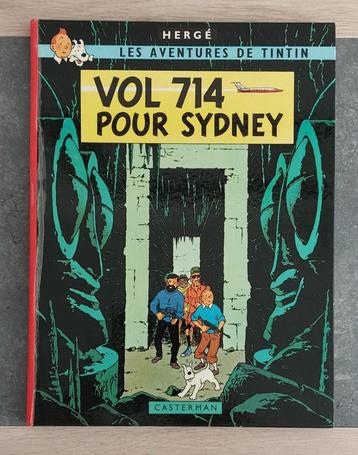 HERGÉ
LES AVENTURES DE TINTIN
VOL 714
POUR SYDNEY
CASTERMAN